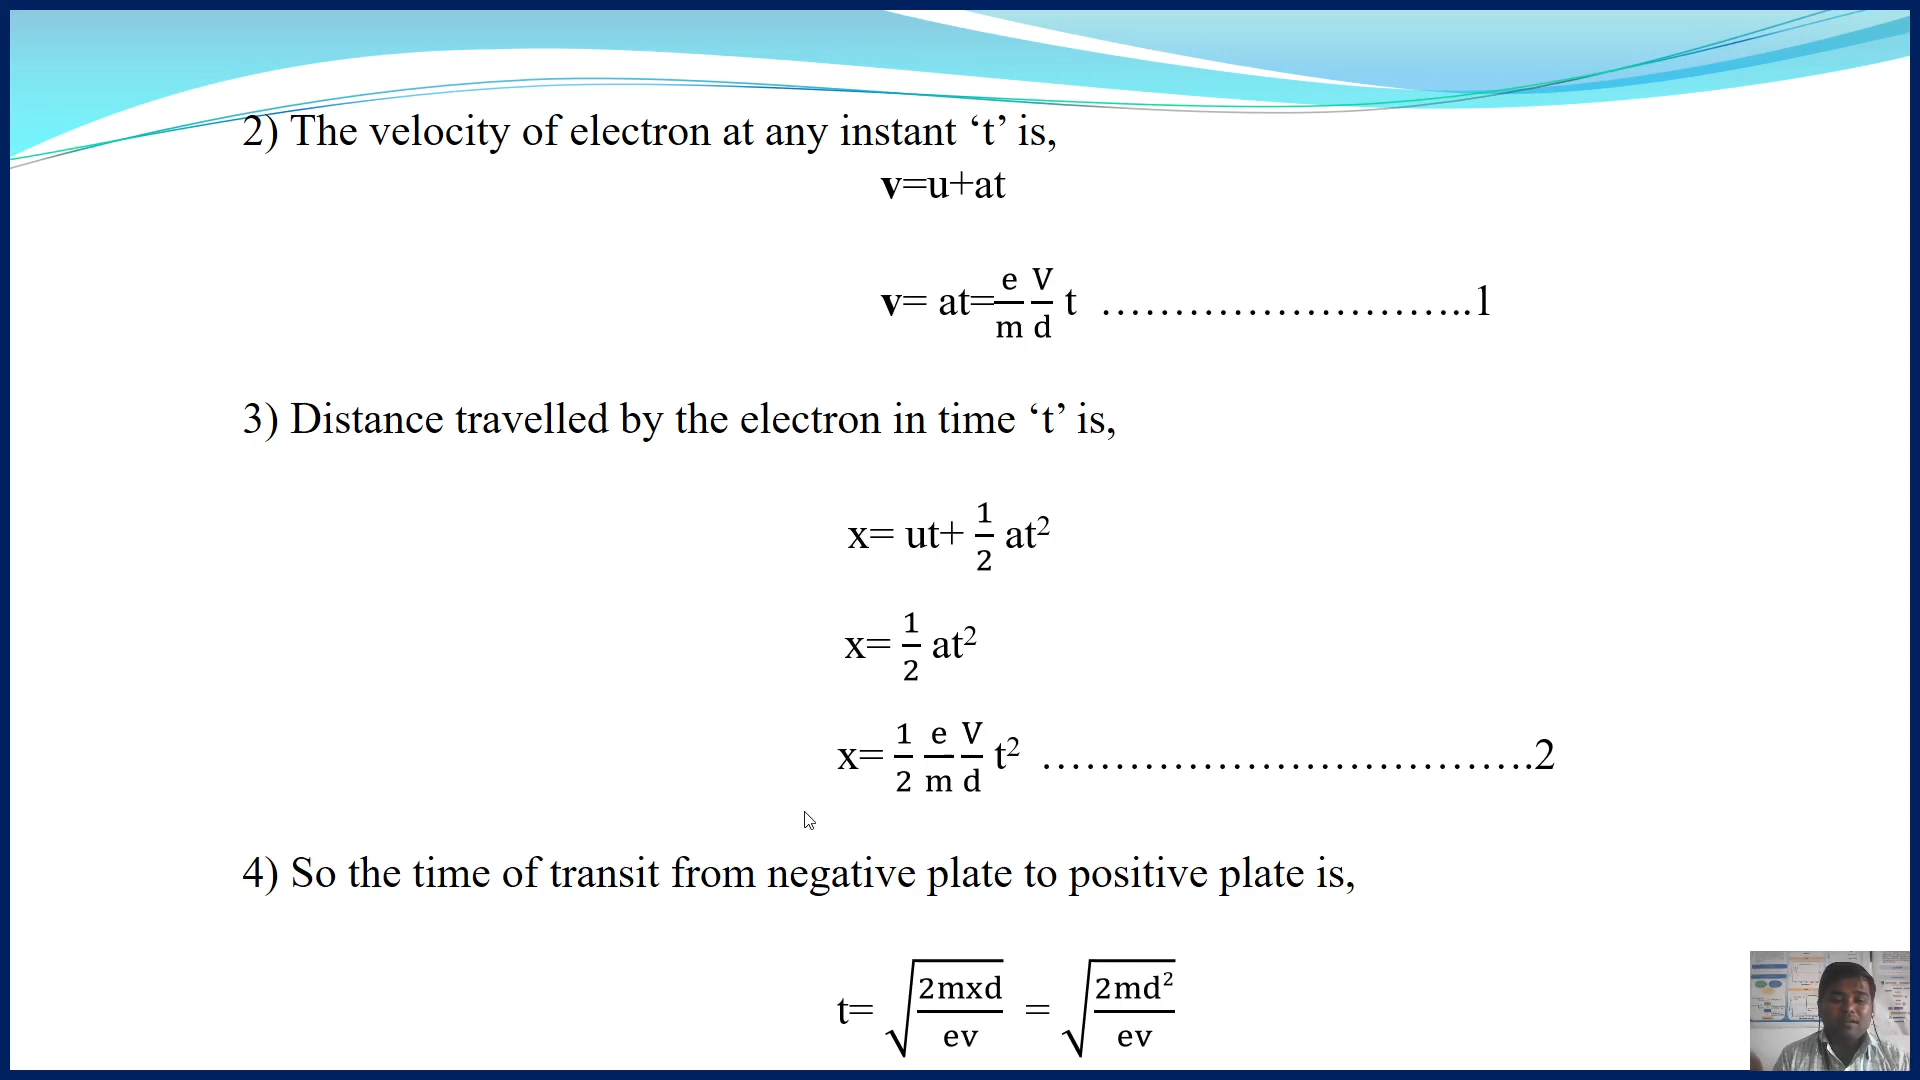 2) The velocity of electron at any instant ‘t’ is,
v=u+at
v= at= e/m V/d t ………………………..1
3) Distance travelled by the electron in time ‘t’ is,
x= ut+ 1/2 at²
x= 1/2 at²
x= 1/2 e/m V/d t² ……………………………….2
4) So the time of transit from negative plate to positive plate is,
t= √(2mxd/ev) = √(2md²/ev)